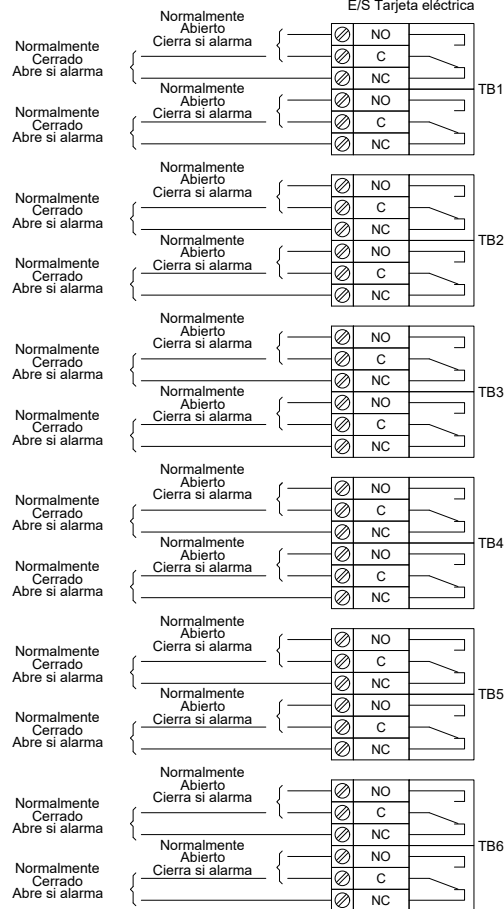 E/S Tarjeta eléctrica
Normalmente
Abierto
Cierra si alarma
NO
Normalmente
Cerrado
Abre si alarma
C
NC
TB1
Normalmente
Abierto
Cierra si alarma
NO
Normalmente
Cerrado
Abre si alarma
C
NC
Normalmente
Abierto
Cierra si alarma
NO
Normalmente
Cerrado
Abre si alarma
C
NC
TB2
Normalmente
Abierto
Cierra si alarma
NO
Normalmente
Cerrado
Abre si alarma
C
NC
Normalmente
Abierto
Cierra si alarma
NO
Normalmente
Cerrado
Abre si alarma
C
NC
TB3
Normalmente
Abierto
Cierra si alarma
NO
Normalmente
Cerrado
Abre si alarma
C
NC
Normalmente
Abierto
Cierra si alarma
NO
Normalmente
Cerrado
Abre si alarma
C
NC
TB4
Normalmente
Abierto
Cierra si alarma
NO
Normalmente
Cerrado
Abre si alarma
C
NC
Normalmente
Abierto
Cierra si alarma
NO
Normalmente
Cerrado
Abre si alarma
C
NC
TB5
Normalmente
Abierto
Cierra si alarma
NO
Normalmente
Cerrado
Abre si alarma
C
NC
Normalmente
Abierto
Cierra si alarma
NO
Normalmente
Cerrado
Abre si alarma
C
NC
TB6
Normalmente
Abierto
Cierra si alarma
NO
Normalmente
Cerrado
Abre si alarma
C
NC